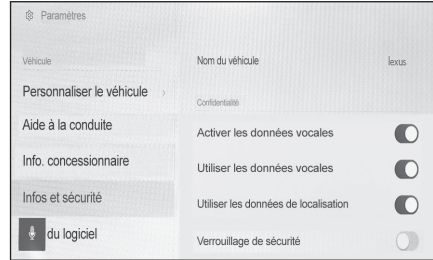 Paramètres
Véhicule
Personnaliser le véhicule
Aide à la conduite
Info. concessionnaire
Infos et sécurité
du logiciel
Nom du véhicule lexus
Confidentialité
Activer les données vocales
Utiliser les données vocales
Utiliser les données de localisation
Verrouillage de sécurité